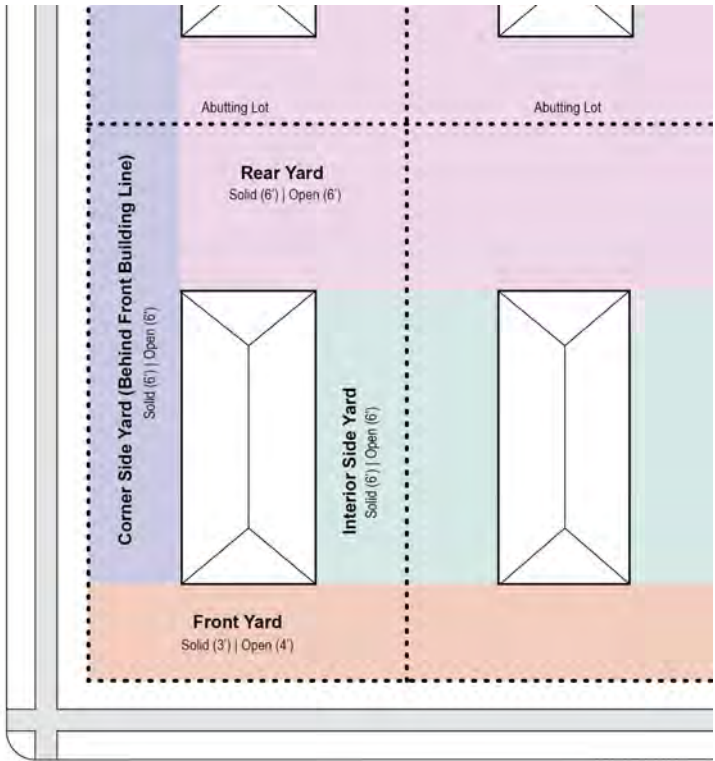 Abutting Lot
Abutting Lot
Rear Yard
Solid (6') | Open (6')
Corner Side Yard (Behind Front Building Line)
Solid (6') | Open (6')
Interior Side Yard
Solid (6') | Open (6')
Front Yard
Solid (3') | Open (4')